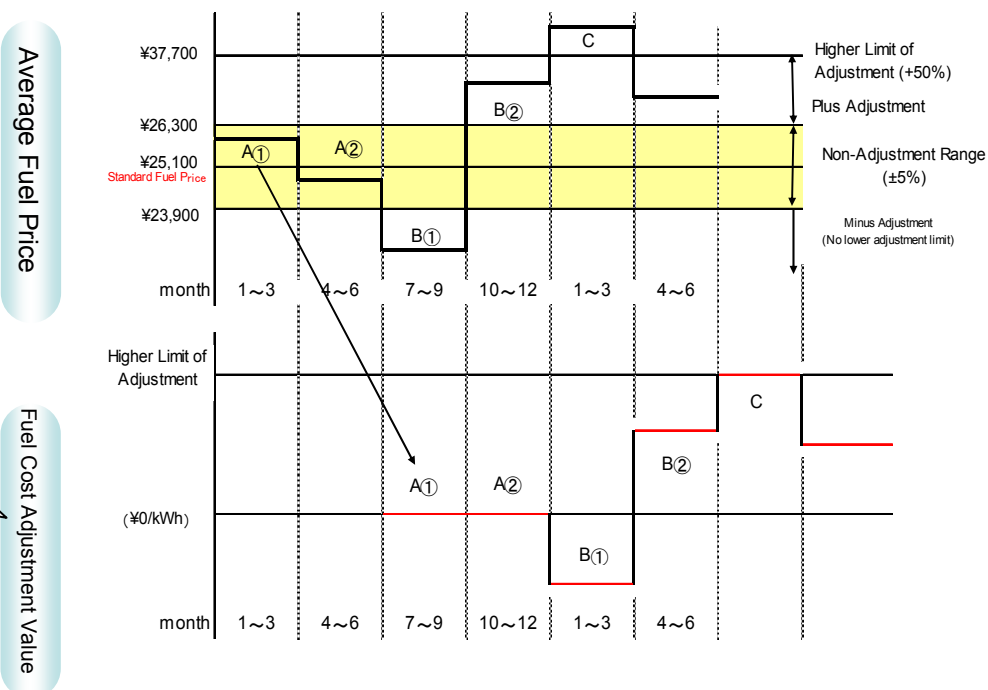 Average Fuel Price
¥37,700
¥26,300
¥25,100
Standard Fuel Price
¥23,900
A①
A②
B①
B②
C
Higher Limit of
Adjustment (+50%)
Plus Adjustment
Non-Adjustment Range
(±5%)
Minus Adjustment
(No lower adjustment limit)
month 1～3 4～6 7～9 10～12 1～3 4～6
Fuel Cost Adjustment Value
Higher Limit of
Adjustment
(¥0/kWh)
A①
A②
B①
B②
C
month 1～3 4～6 7～9 10～12 1～3 4～6